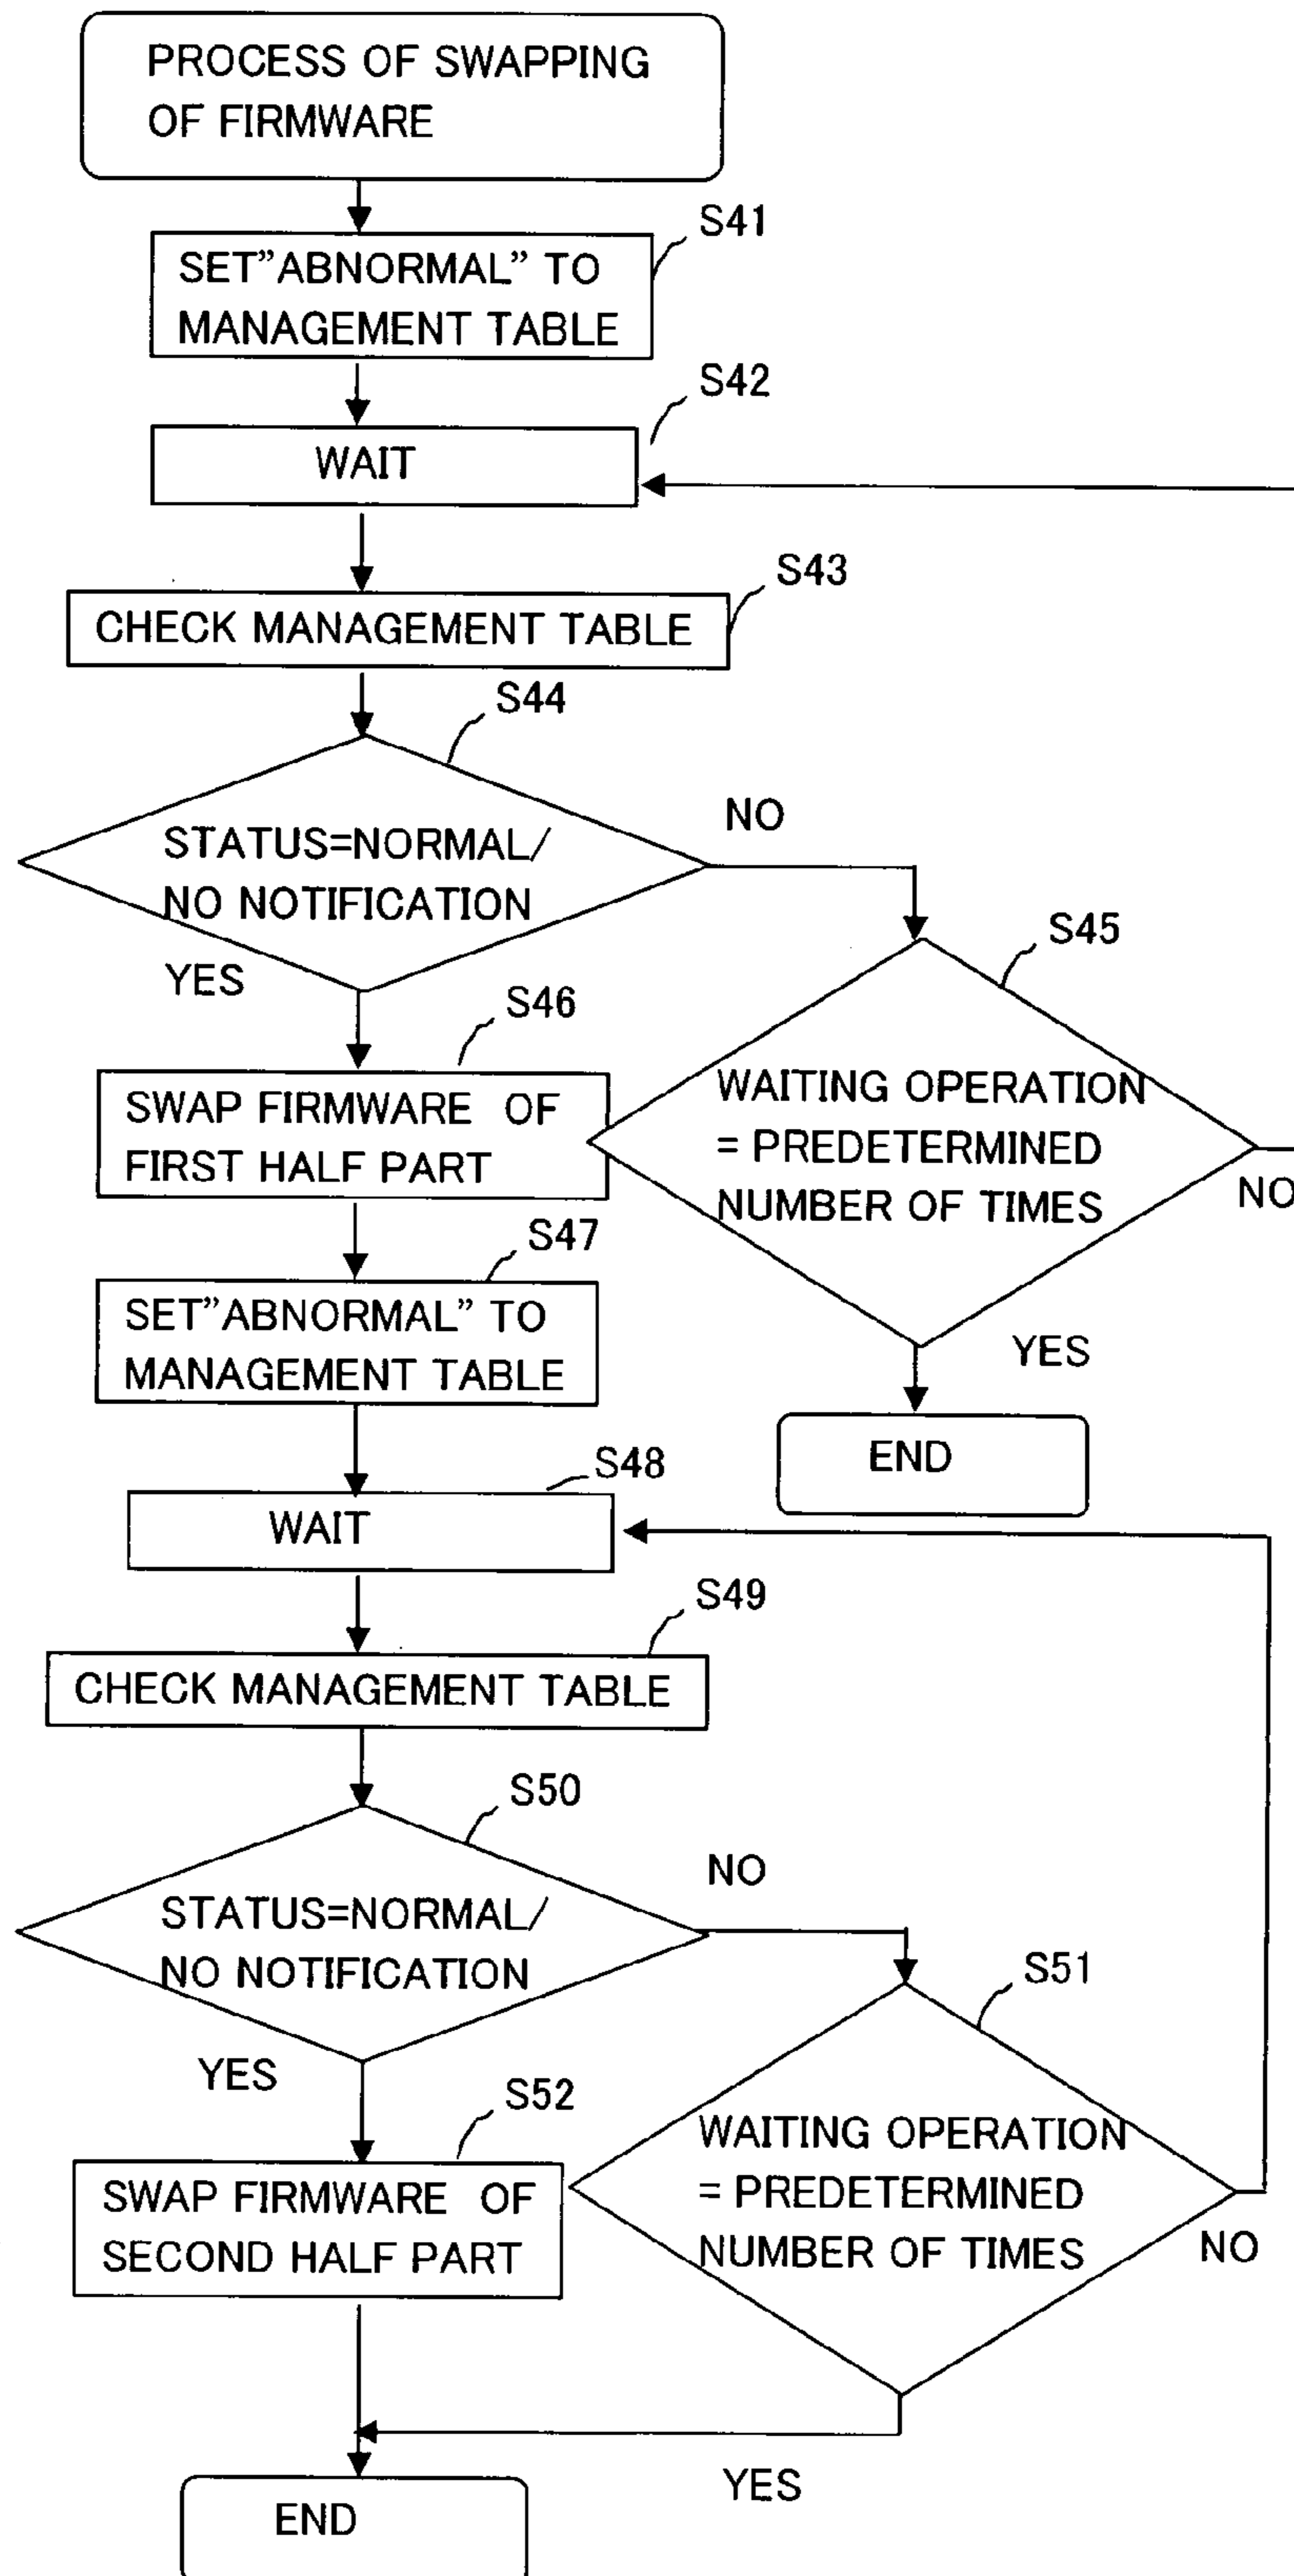 PROCESS OF SWAPPING
OF FIRMWARE
S41
SET"ABNORMAL" TO
MANAGEMENT TABLE
S42
WAIT
S43
CHECK MANAGEMENT TABLE
S44
STATUS=NORMAL/
NO NOTIFICATION
NO
YES
S45
WAITING OPERATION
= PREDETERMINED
NUMBER OF TIMES
NO
YES
END
S46
SWAP FIRMWARE OF
FIRST HALF PART
S47
SET"ABNORMAL" TO
MANAGEMENT TABLE
S48
WAIT
S49
CHECK MANAGEMENT TABLE
S50
STATUS=NORMAL/
NO NOTIFICATION
NO
YES
S51
WAITING OPERATION
= PREDETERMINED
NUMBER OF TIMES
NO
YES
S52
SWAP FIRMWARE OF
SECOND HALF PART
END